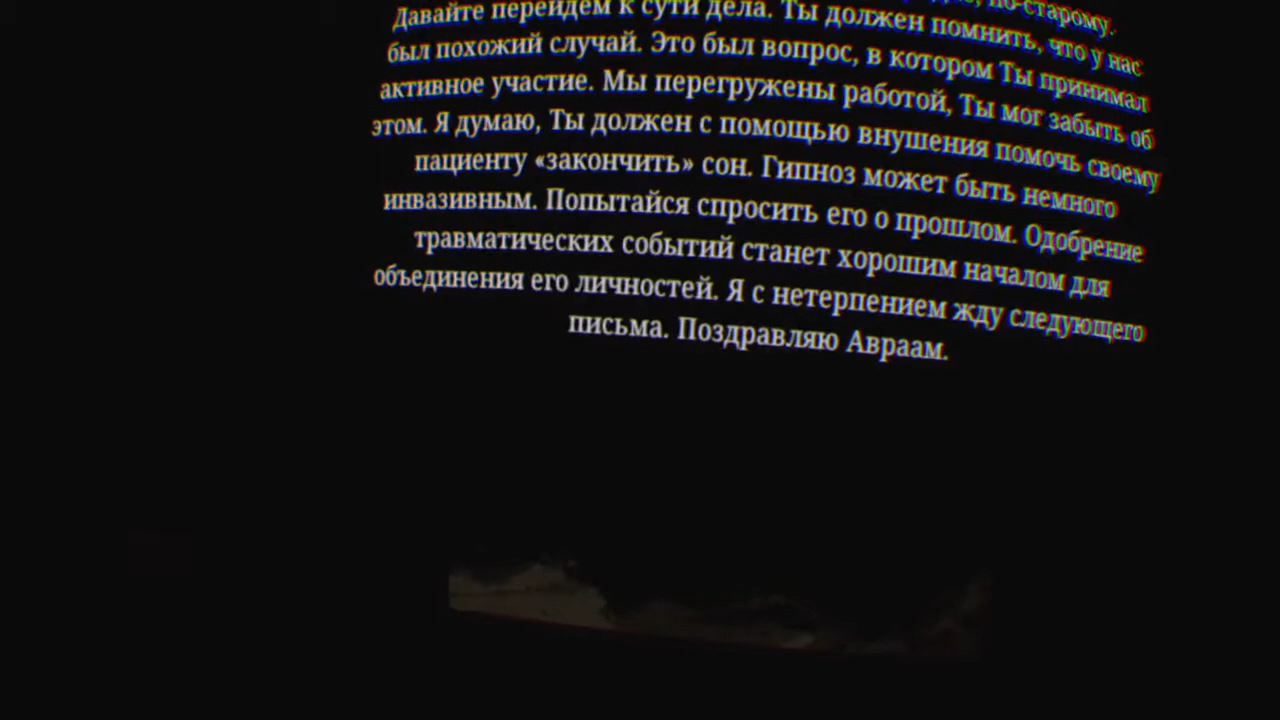 по-старому.
Давайте перейдем к сути дела. Ты должен помнить, что у нас
был похожий случай. Это был вопрос, в котором Ты принимал
активное участие. Мы перегружены работой, Ты мог забыть об
этом. Я думаю, Ты должен с помощью внушения помочь своему
пациенту «закончить» сон. Гипноз может быть немного
инвазивным. Попытайся спросить его о прошлом. Одобрение
травматических событий станет хорошим началом для
объединения его личностей. Я с нетерпением жду следующего
письма. Поздравляю Авраам.